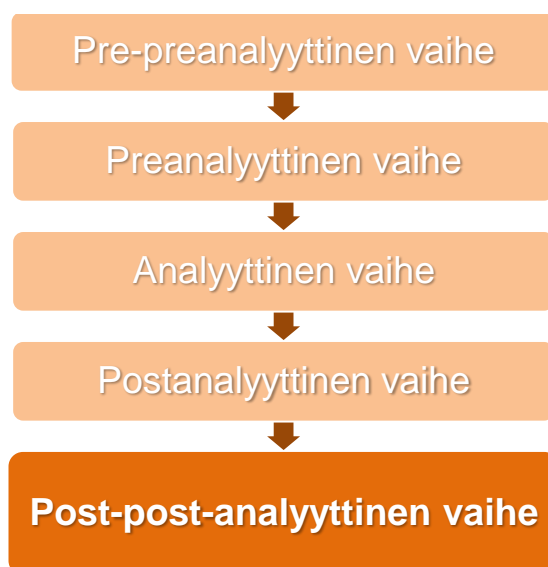 Pre-preanalyyttinen vaihe
Preanalyyttinen vaihe
Analyyttinen vaihe
Postanalyyttinen vaihe
Post-post-analyyttinen vaihe